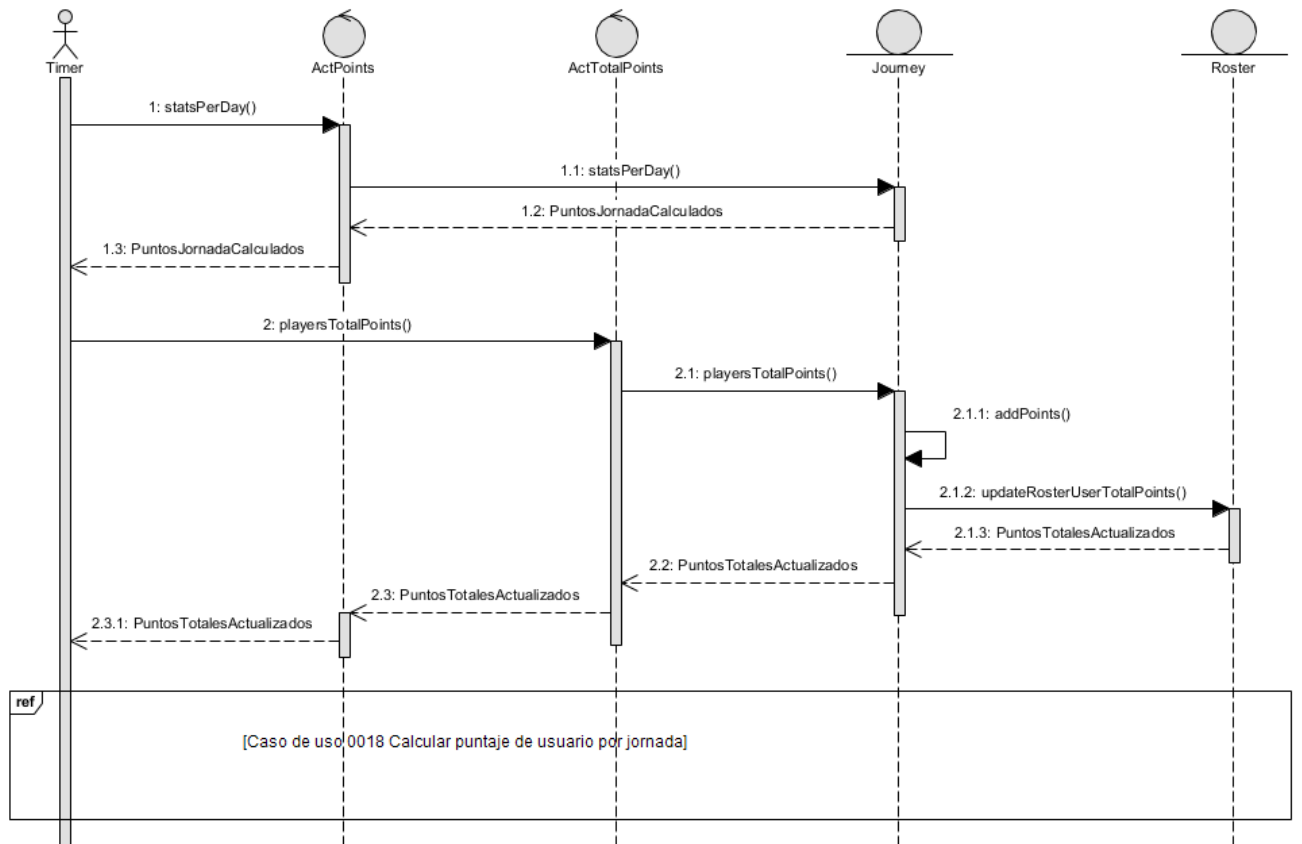 Timer
ActPoints
ActTotalPoints
Journey
Roster
1: statsPerDay()
1.1: statsPerDay()
1.2: PuntosJornadaCalculados
1.3: PuntosJornadaCalculados
2: playersTotalPoints()
2.1: playersTotalPoints()
2.1.1: addPoints()
2.1.2: updateRosterUserTotalPoints()
2.1.3: PuntosTotalesActualizados
2.2: PuntosTotalesActualizados
2.3: PuntosTotalesActualizados
2.3.1: PuntosTotalesActualizados
ref
[Caso de uso 0018 Calcular puntaje de usuario por jornada]